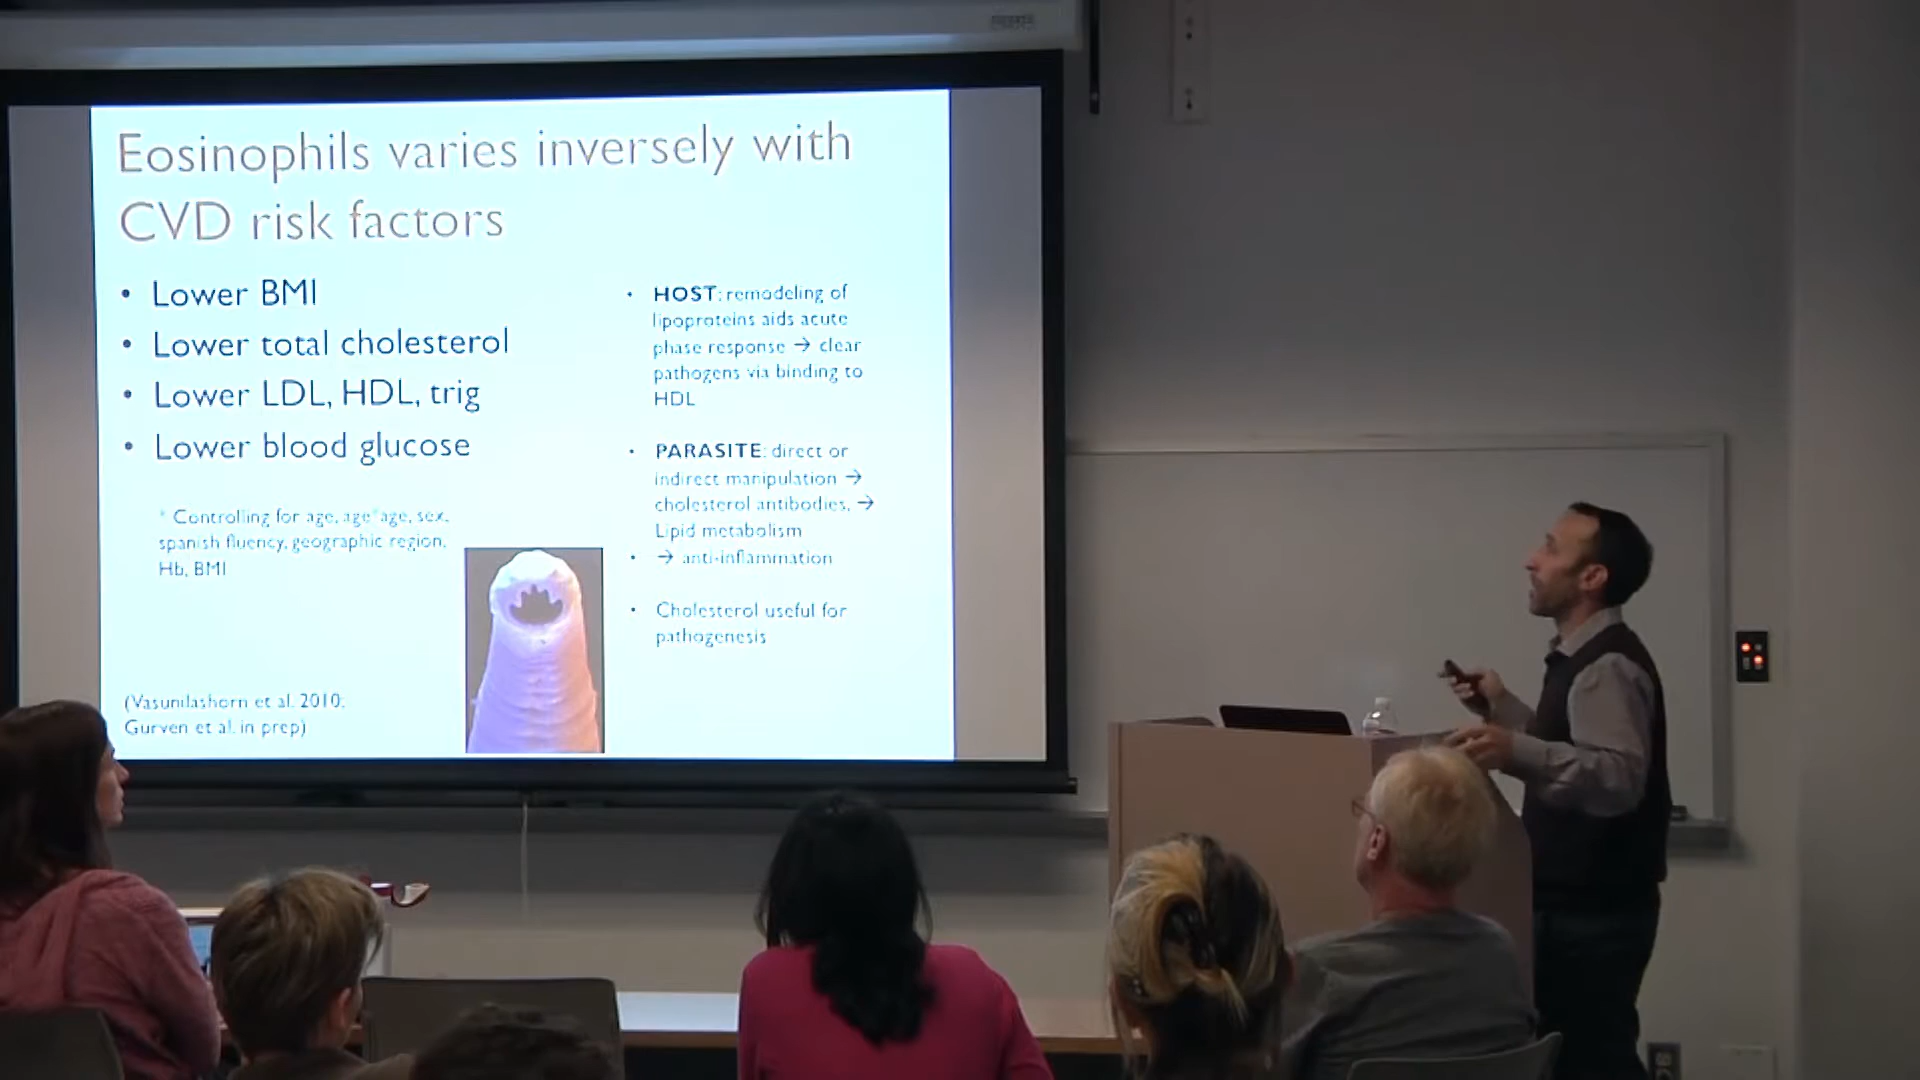 Eosinophils varies inversely with
CVD risk factors
• Lower BMI
• Lower total cholesterol
• Lower LDL, HDL, trig
• Lower blood glucose
* Controlling for age, age*age, sex,
spanish fluency, geographic region,
Hb, BMI
(Vasunilashorn et al. 2010;
Gurven et al. in prep)
• HOST: remodeling of
lipoproteins aids acute
phase response → clear
pathogens via binding to
HDL
• PARASITE: direct or
indirect manipulation →
cholesterol antibodies, →
Lipid metabolism
• → anti-inflammation
• Cholesterol useful for
pathogenesis